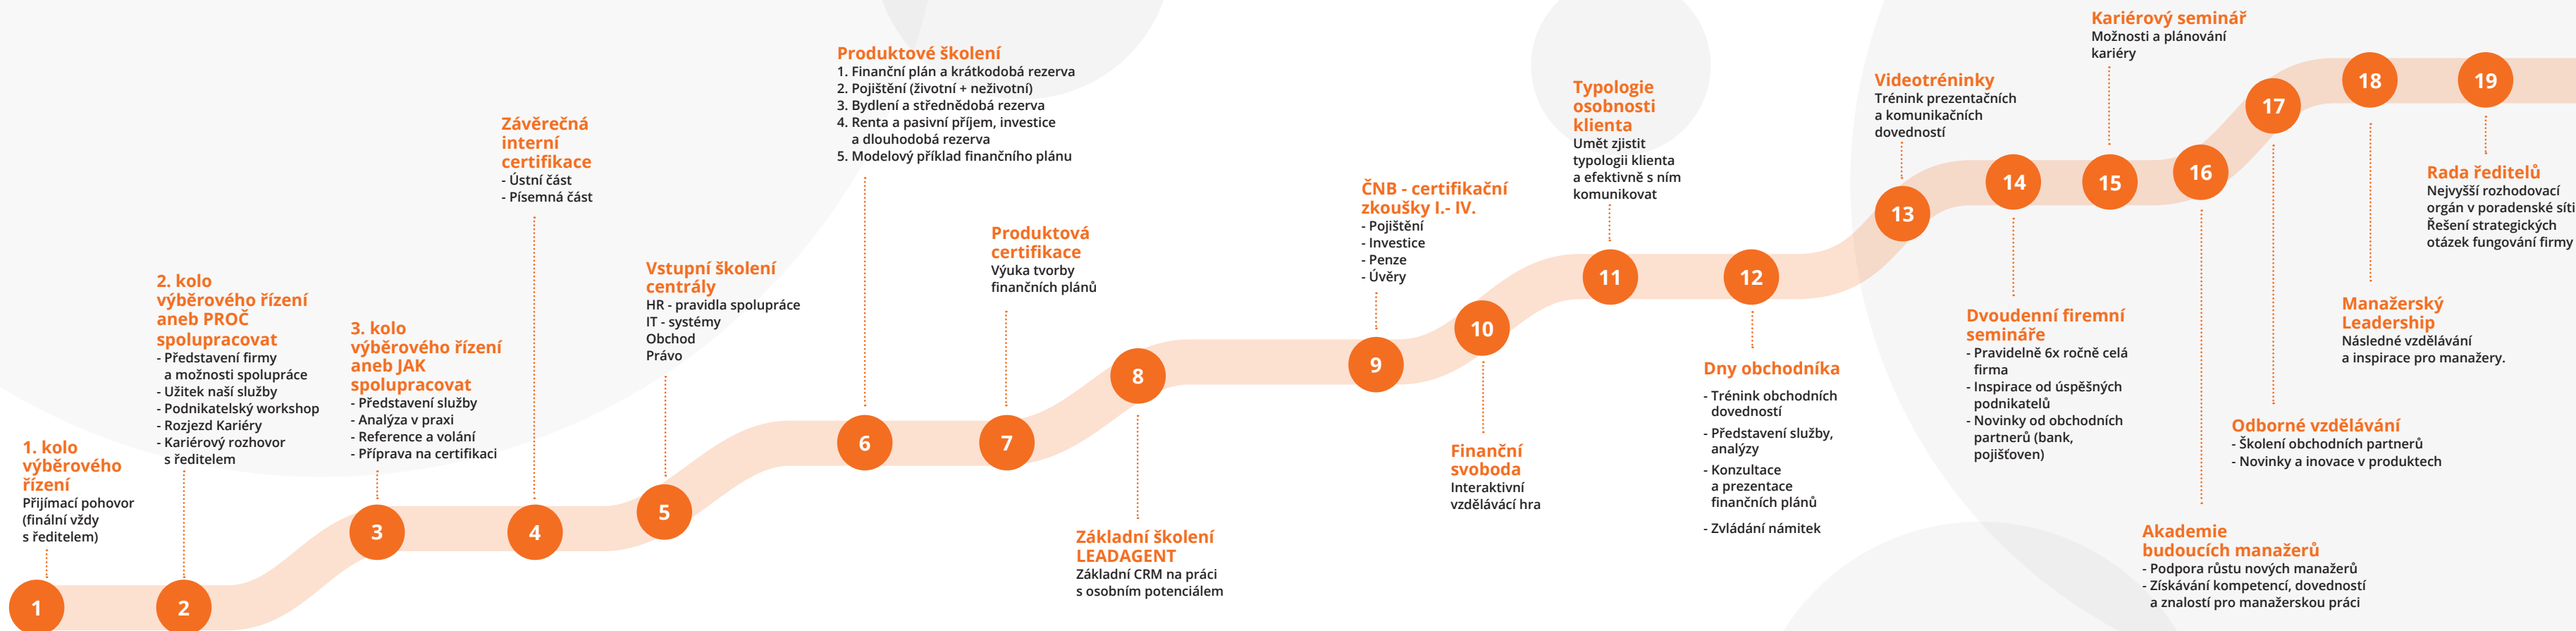 1. kolo
výběrového
řízení
Přijímací pohovor
(finální vždy
s ředitelem)
1
2. kolo
výběrového řízení
aneb PROČ
spolupracovat
- Představení firmy
a možnosti spolupráce
- Užitek naší služby
- Podnikatelský workshop
- Rozjezd Kariéry
- Kariérový rozhovor
s ředitelem
2
3. kolo
výběrového řízení
aneb JAK
spolupracovat
- Představení služby
- Analýza v praxi
- Reference a volání
- Příprava na certifikaci
3
Závěrečná
interní
certifikace
- Ústní část
- Písemná část
4
Vstupní školení
centrály
HR - pravidla spolupráce
IT - systémy
Obchod
Právo
5
Produktové školení
1. Finanční plán a krátkodobá rezerva
2. Pojištění (životní + neživotní)
3. Bydlení a střednědobá rezerva
4. Renta a pasivní příjem, investice
a dlouhodobá rezerva
5. Modelový příklad finančního plánu
6
Produktová
certifikace
Výuka tvorby
finančních plánů
7
8
Základní školení
LEADAGENT
Základní CRM na práci
s osobním potenciálem
ČNB - certifikační
zkoušky I.- IV.
- Pojištění
- Investice
- Penze
- Úvěry
9
10
Finanční
svoboda
Interaktivní
vzdělávácí hra
Typologie
osobnosti
klienta
Umět zjistit
typologii klienta
a efektivně s ním
komunikovat
11
12
Dny obchodníka
- Trénink obchodních
dovedností
- Představení služby,
analýzy
- Konzultace
a prezentace
finančních plánů
- Zvládání námitek
Videotréninky
Trénink prezentačních
a komunikačních
dovedností
13
14
Dvoudenní firemní
semináře
- Pravidelně 6x ročně celá
firma
- Inspirace od úspěšných
podnikatelů
- Novinky od obchodních
partnerů (bank,
pojišťoven)
Kariérový seminář
Možnosti a plánování
kariéry
15
16
Akademie
budoucích manažerů
- Podpora růstu nových manažerů
- Získávání kompetencí, dovedností
a znalostí pro manažerskou práci
17
Odborné vzdělávání
- Školení obchodních partnerů
- Novinky a inovace v produktech
18
Manažerský
Leadership
Následné vzdělávání
a inspirace pro manažery.
19
Rada ředitelů
Nejvyšší rozhodovací
orgán v poradenské síti
Řešení strategických
otázek fungování firmy